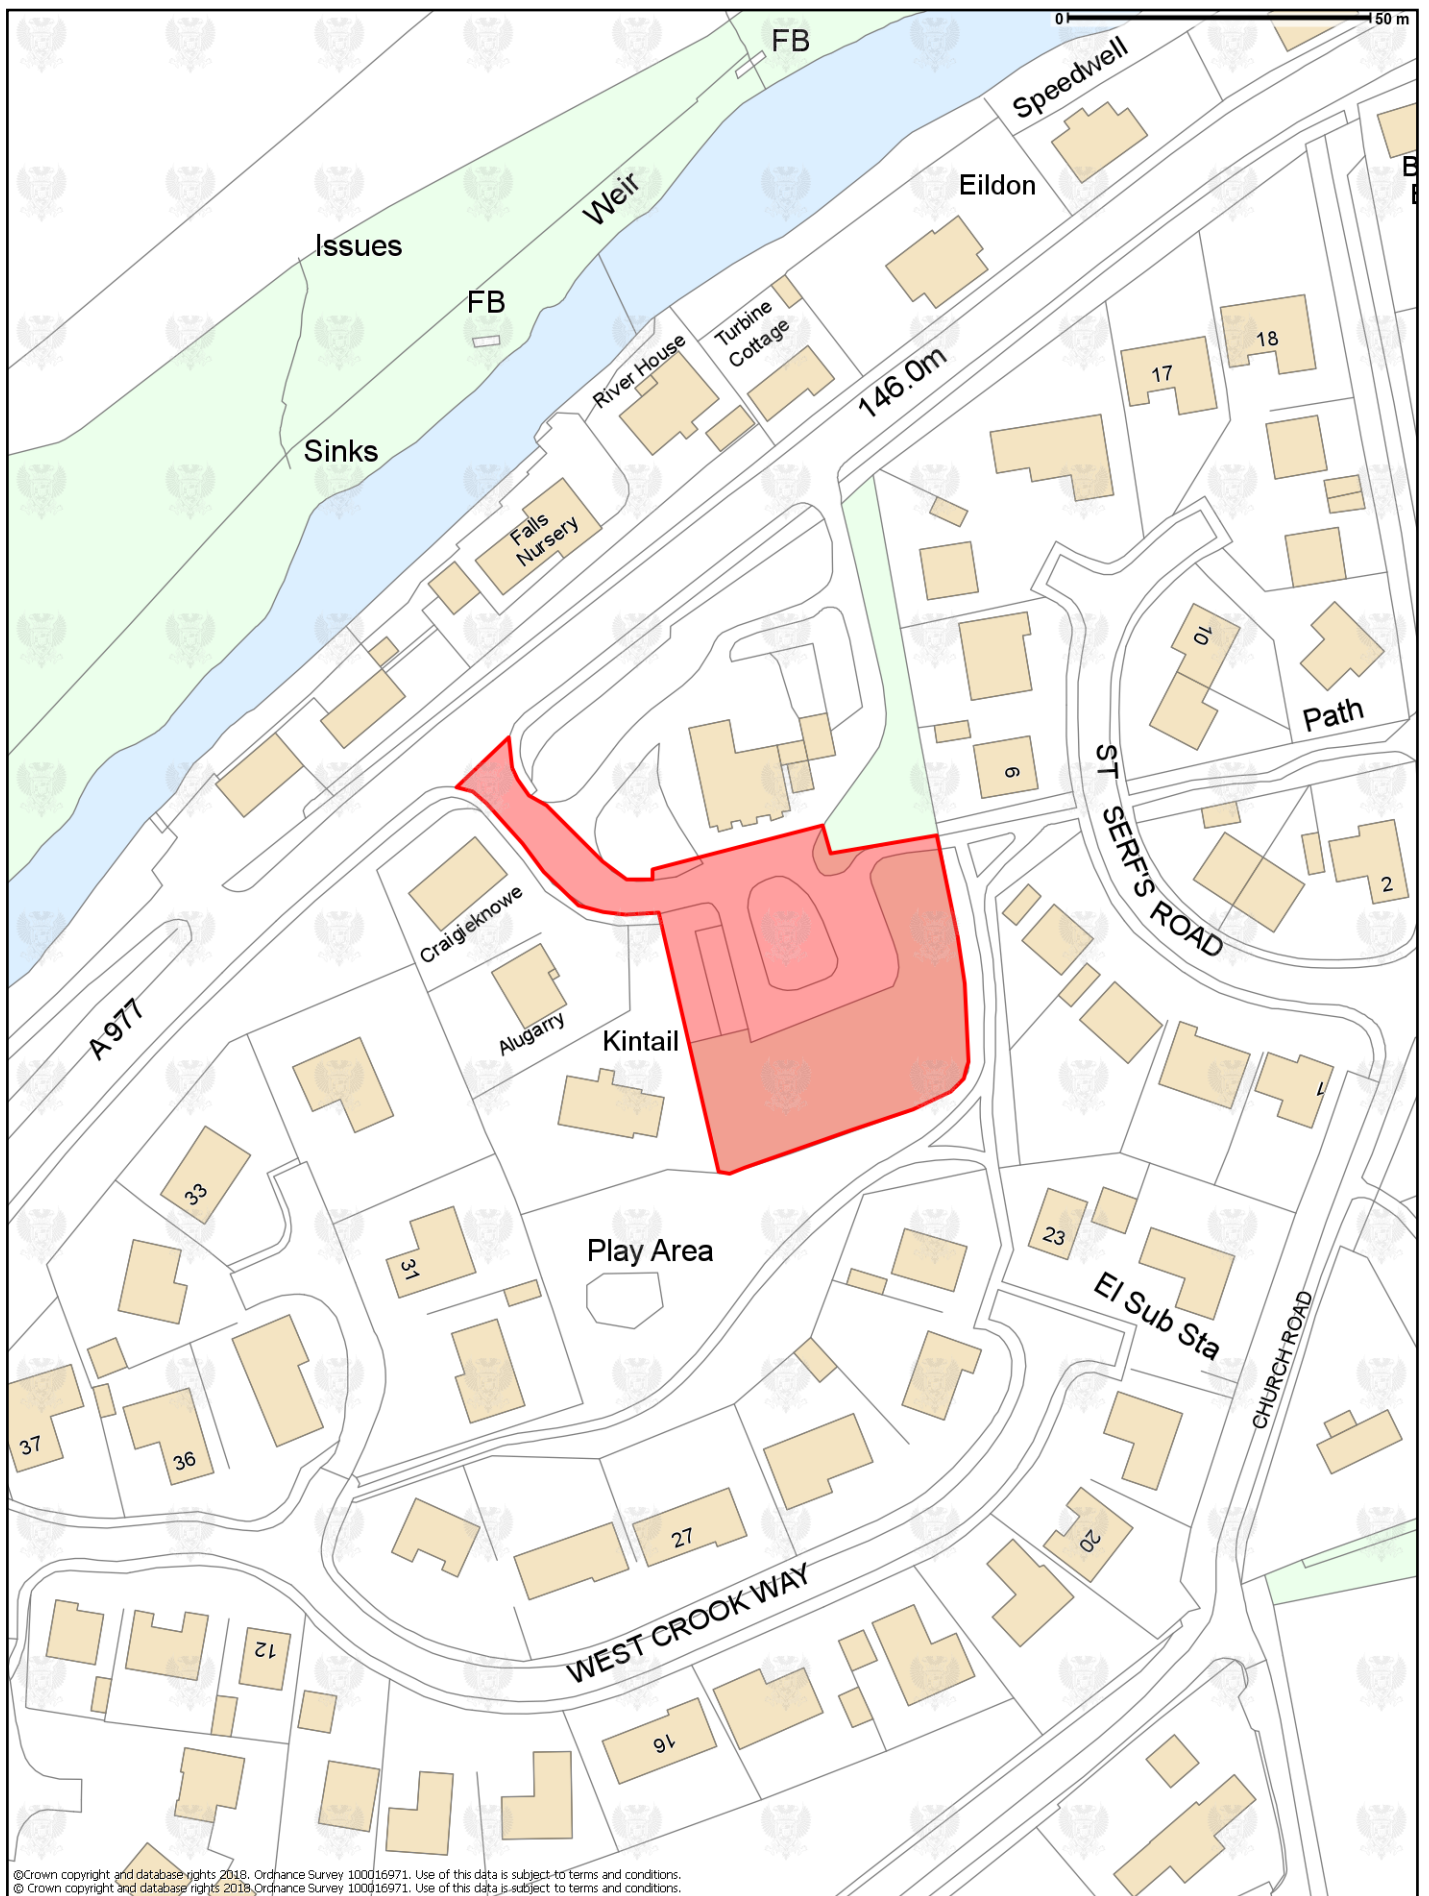 0 50 m
FB
Speedwell
Eildon
Weir
Issues
FB
Turbine
Cottage
River House
18
17
146.0m
Sinks
Falls
Nursery
10
Path
6
ST SERF'S ROAD
2
Craigieknowe
A 977
Alugarry
Kintail
1
33
23
Play Area
31
El Sub Sta
CHURCH ROAD
37
36
27
20
WEST CROOK WAY
12
16
©Crown copyright and database rights 2018. Ordnance Survey 100016971. Use of this data is subject to terms and conditions.
© Crown copyright and database rights 2018 Ordnance Survey 100016971. Use of this data is subject to terms and conditions.